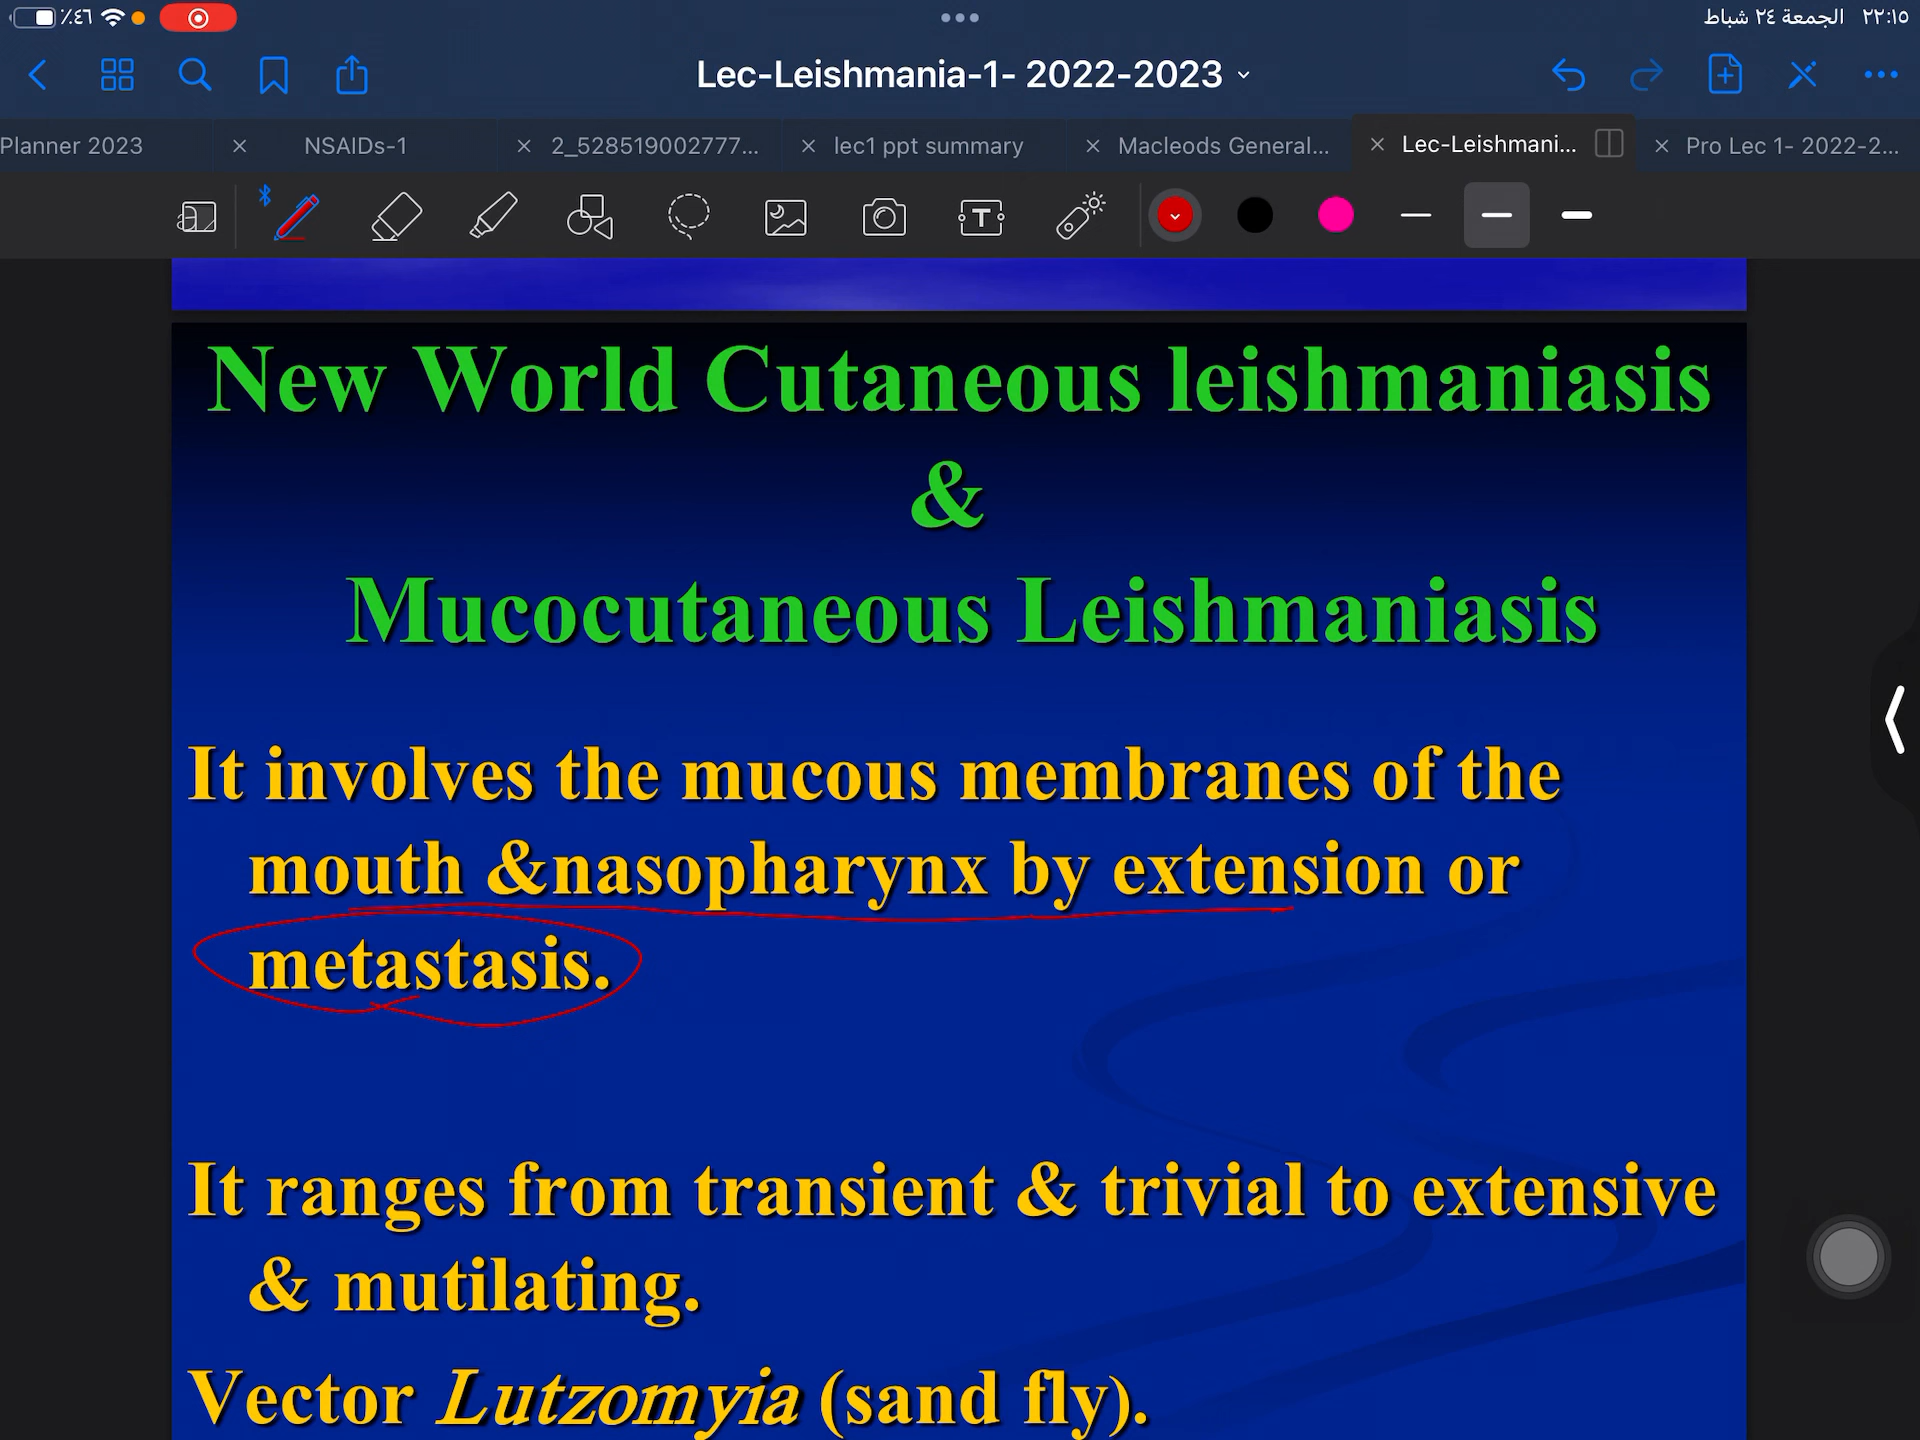 ٪٤٦
الجمعة ٢٤ شباط ٢٢:١٥
Lec-Leishmania-1- 2022-2023
Planner 2023
NSAIDs-1
2_528519002777...
lec1 ppt summary
Macleods General...
Lec-Leishmani...
Pro Lec 1- 2022-2...
New World Cutaneous leishmaniasis
&
Mucocutaneous Leishmaniasis
It involves the mucous membranes of the
mouth &nasopharynx by extension or
metastasis.
It ranges from transient & trivial to extensive
& mutilating.
Vector Lutzomyia (sand fly).